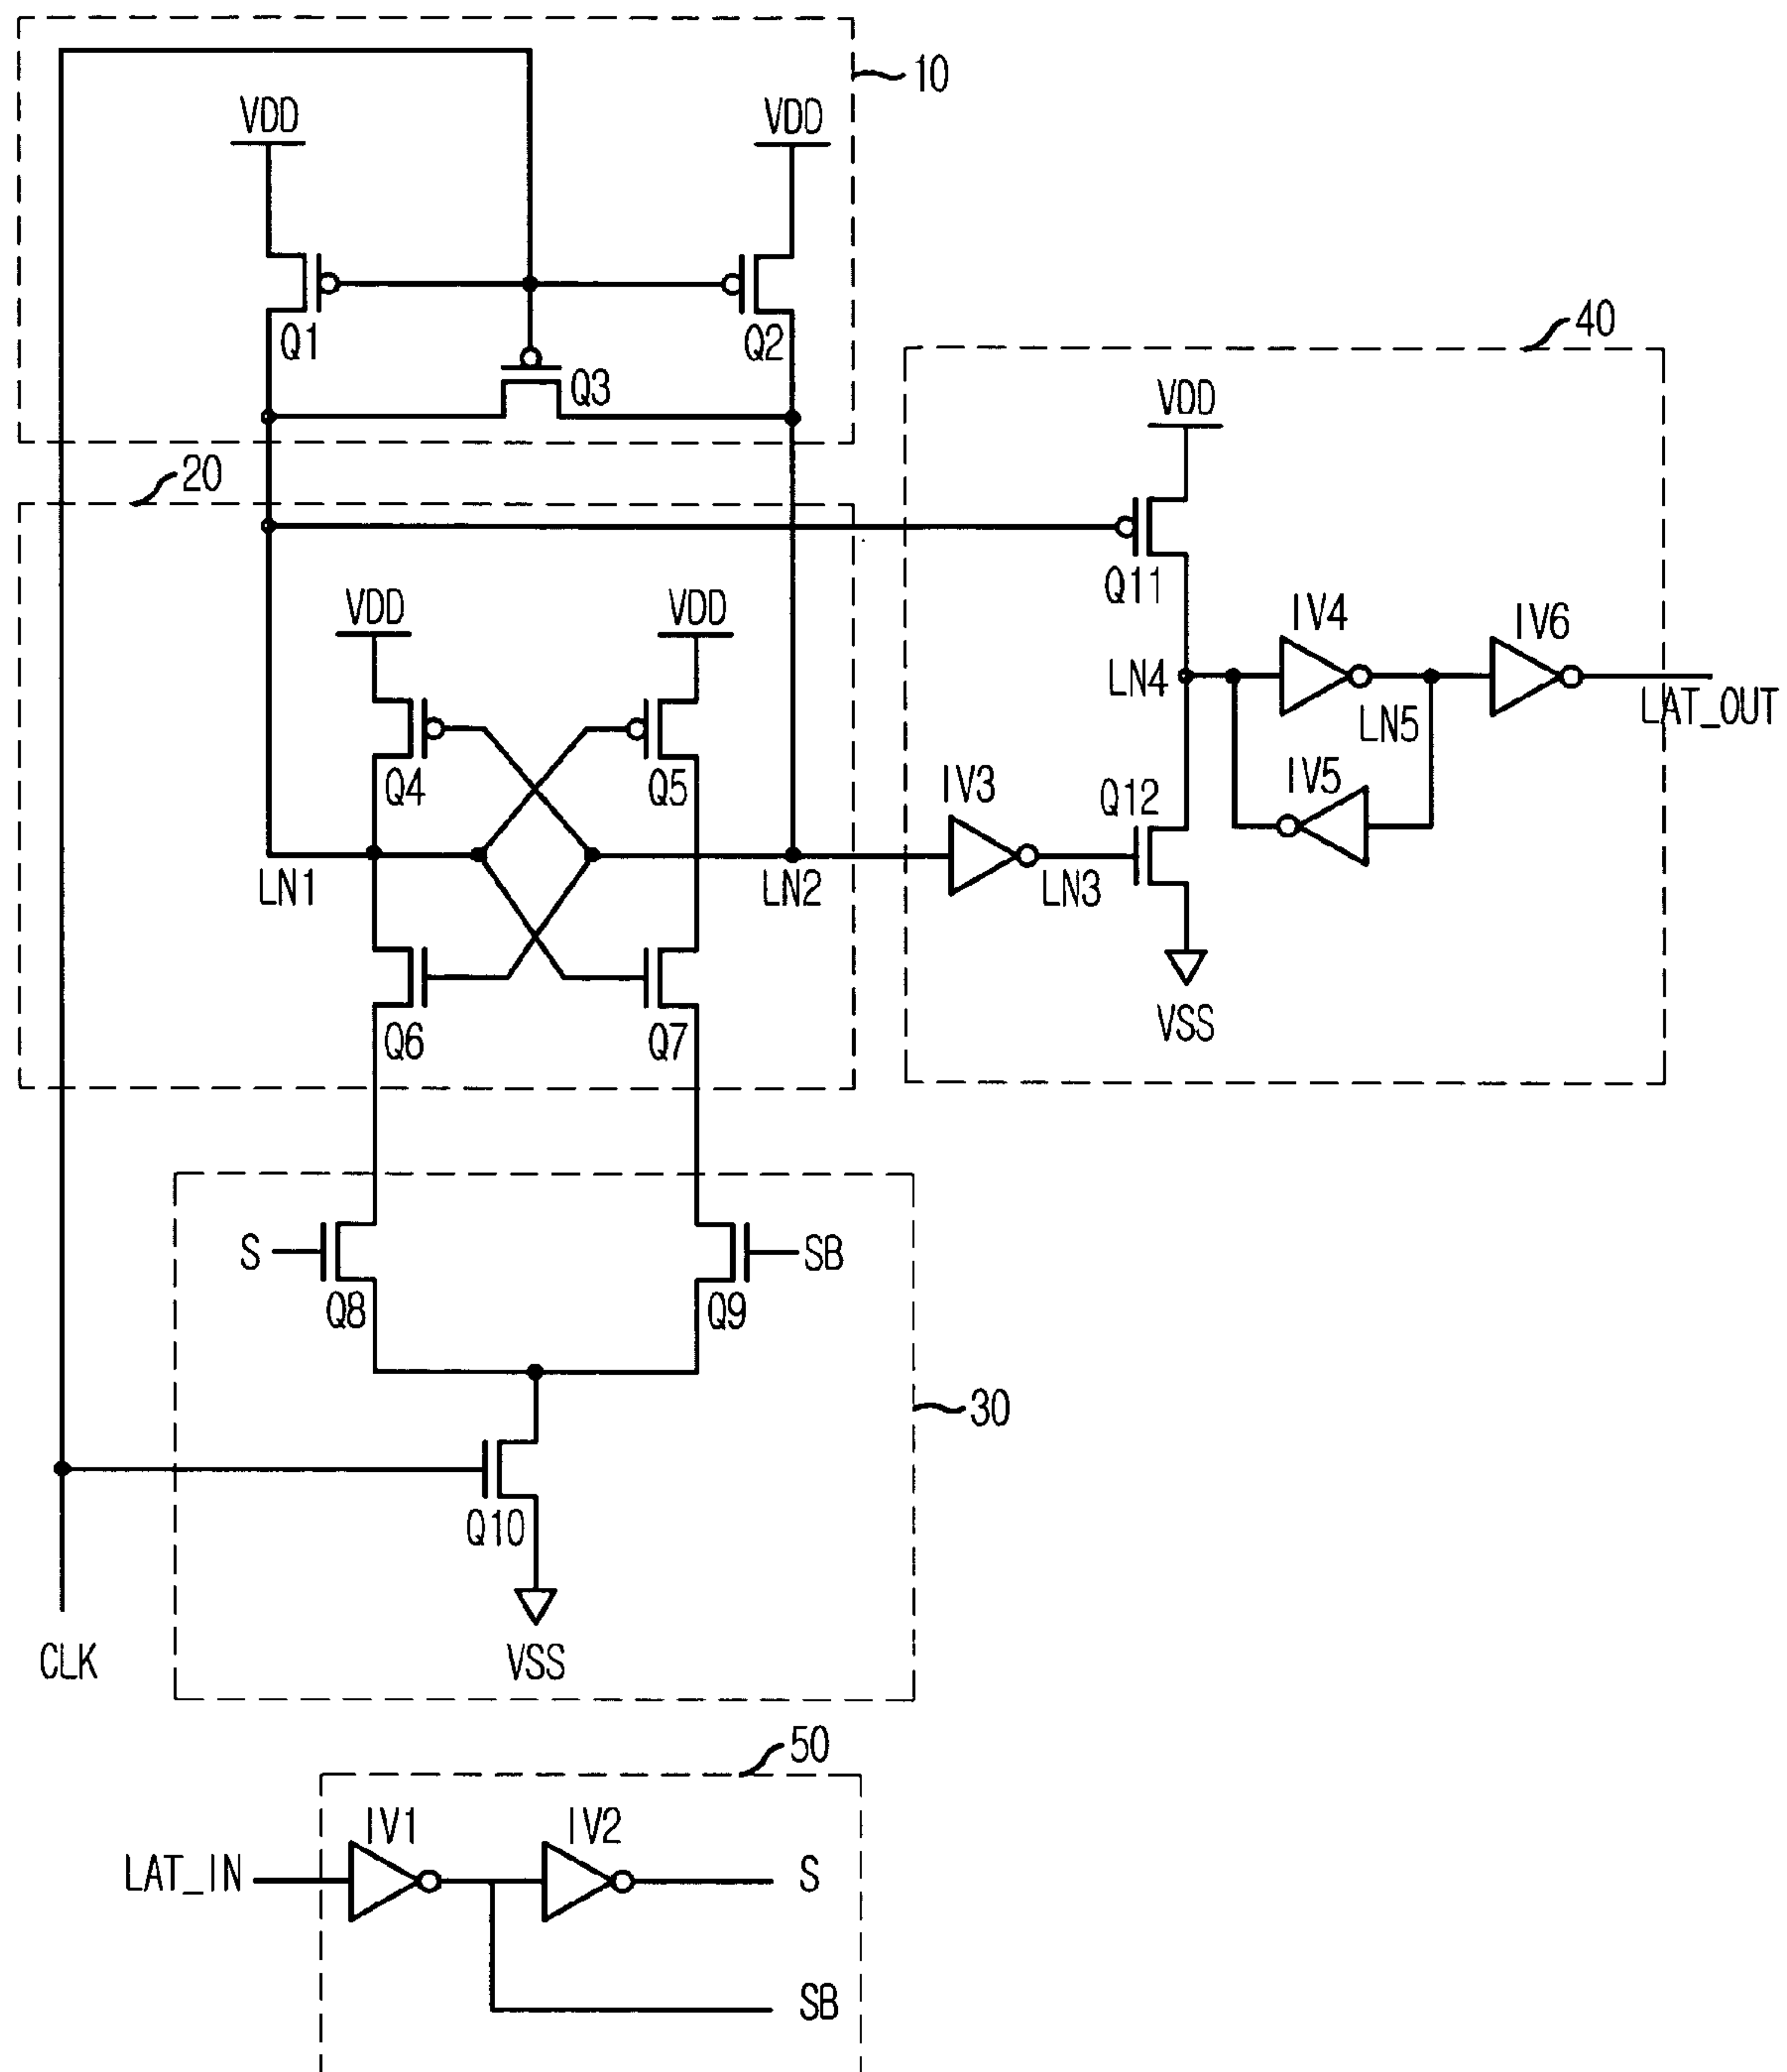 10
VDD
VDD
Q1
Q2
Q3
40
VDD
20
Q11
VDD
VDD
IV4
IV6
LN4
LN5
LAT_OUT
Q4
Q5
IV3
Q12
IV5
LN1
LN2
LN3
Q6
Q7
VSS
S
SB
Q8
Q9
30
Q10
CLK
VSS
50
IV1
IV2
LAT_IN
S
SB